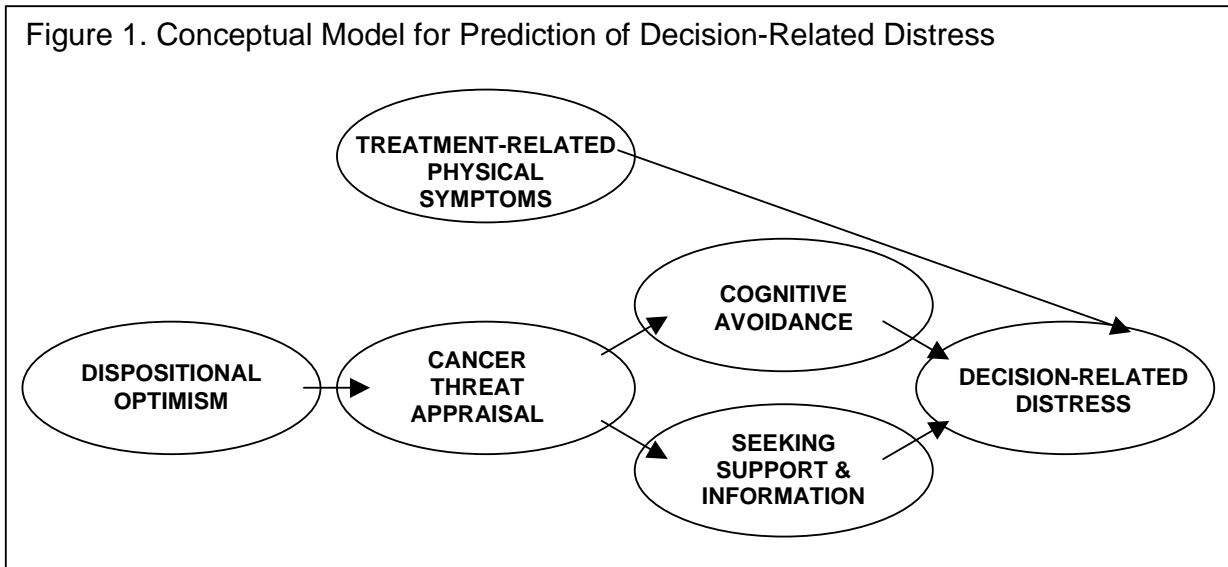 Figure 1. Conceptual Model for Prediction of Decision-Related Distress
TREATMENT-RELATED
PHYSICAL
SYMPTOMS
COGNITIVE
AVOIDANCE
DISPOSITIONAL
OPTIMISM
CANCER
THREAT
APPRAISAL
DECISION-RELATED
DISTRESS
SEEKING
SUPPORT &
INFORMATION